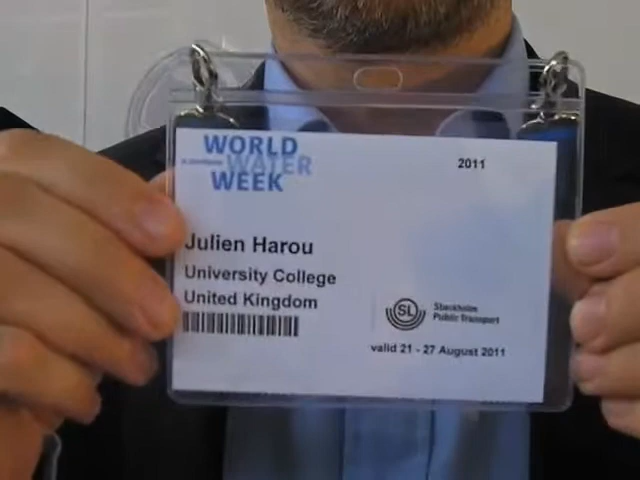 WORLD
WATER
WEEK
2011
Julien Harou
University College
United Kingdom
SL
Stockholm
Public Transport
valid 21 - 27 August 2011